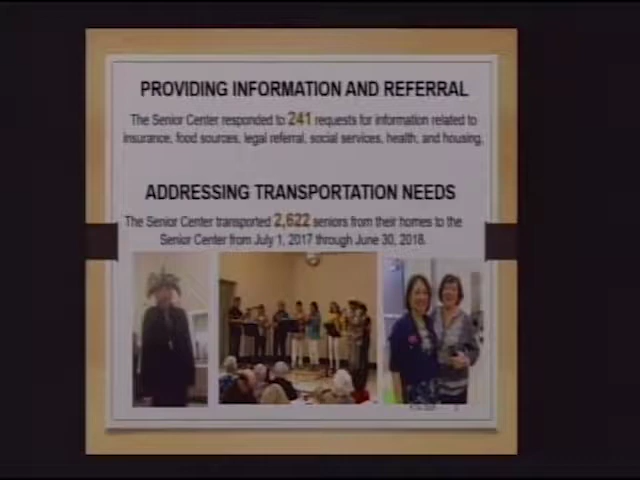 PROVIDING INFORMATION AND REFERRAL
The Senior Center responded to 241 requests for information related to
insurance, food sources, legal referral, social services, health, and housing.
ADDRESSING TRANSPORTATION NEEDS
The Senior Center transported 2,622 seniors from their homes to the
Senior Center from July 1, 2017 through June 30, 2018.